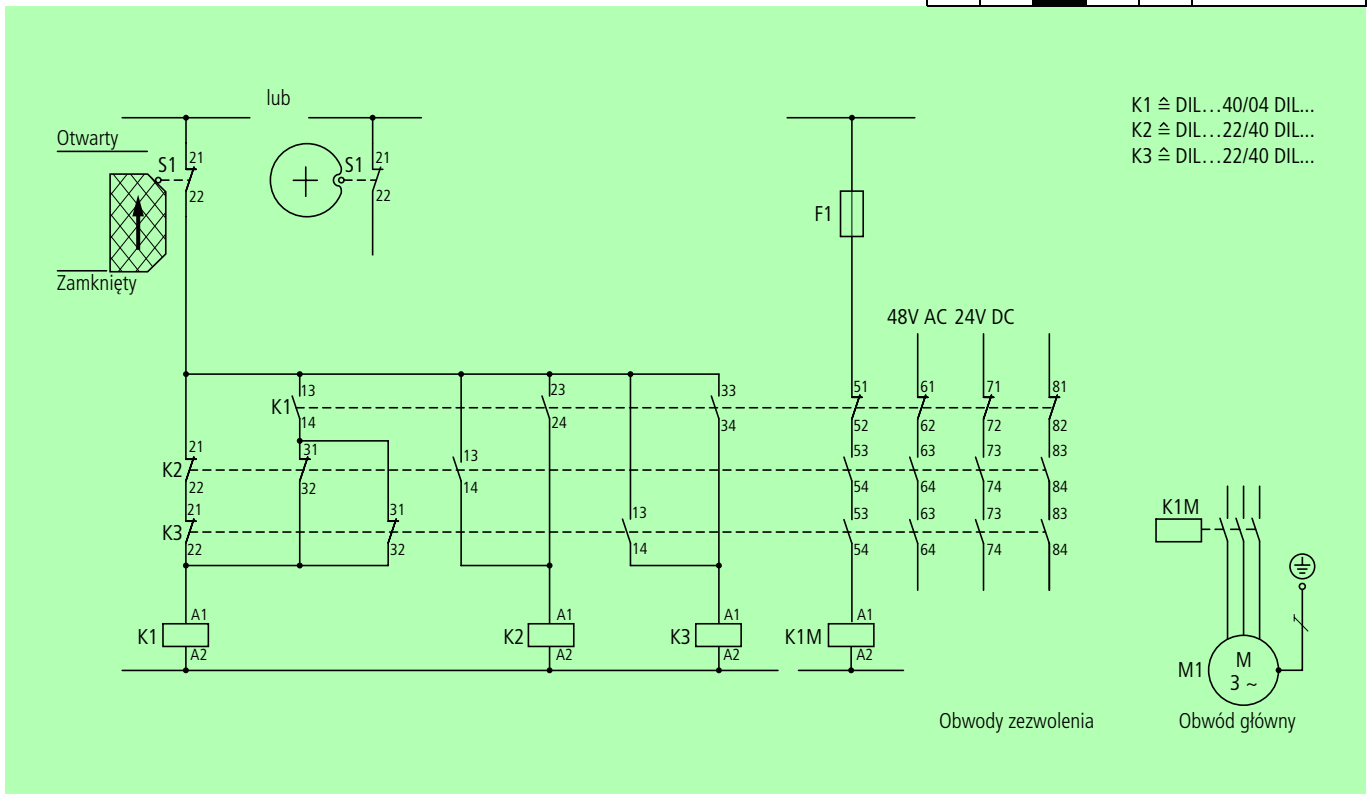 lub
K1 ≙ DIL…40/04 DIL...
K2 ≙ DIL…22/40 DIL...
K3 ≙ DIL…22/40 DIL...
Otwarty
S1
21
22
S1
21
22
F1
Zamknięty
48V AC 24V DC
K1
13
14
23
24
33
34
51
52
61
62
71
72
81
82
K2
21
22
31
32
13
14
53
54
63
64
73
74
83
84
K3
21
22
31
32
13
14
53
54
63
64
73
74
83
84
K1M
K1
A1
A2
K2
A1
A2
K3
A1
A2
K1M
A1
A2
M1
M
3 ~
Obwody zezwolenia
Obwód główny